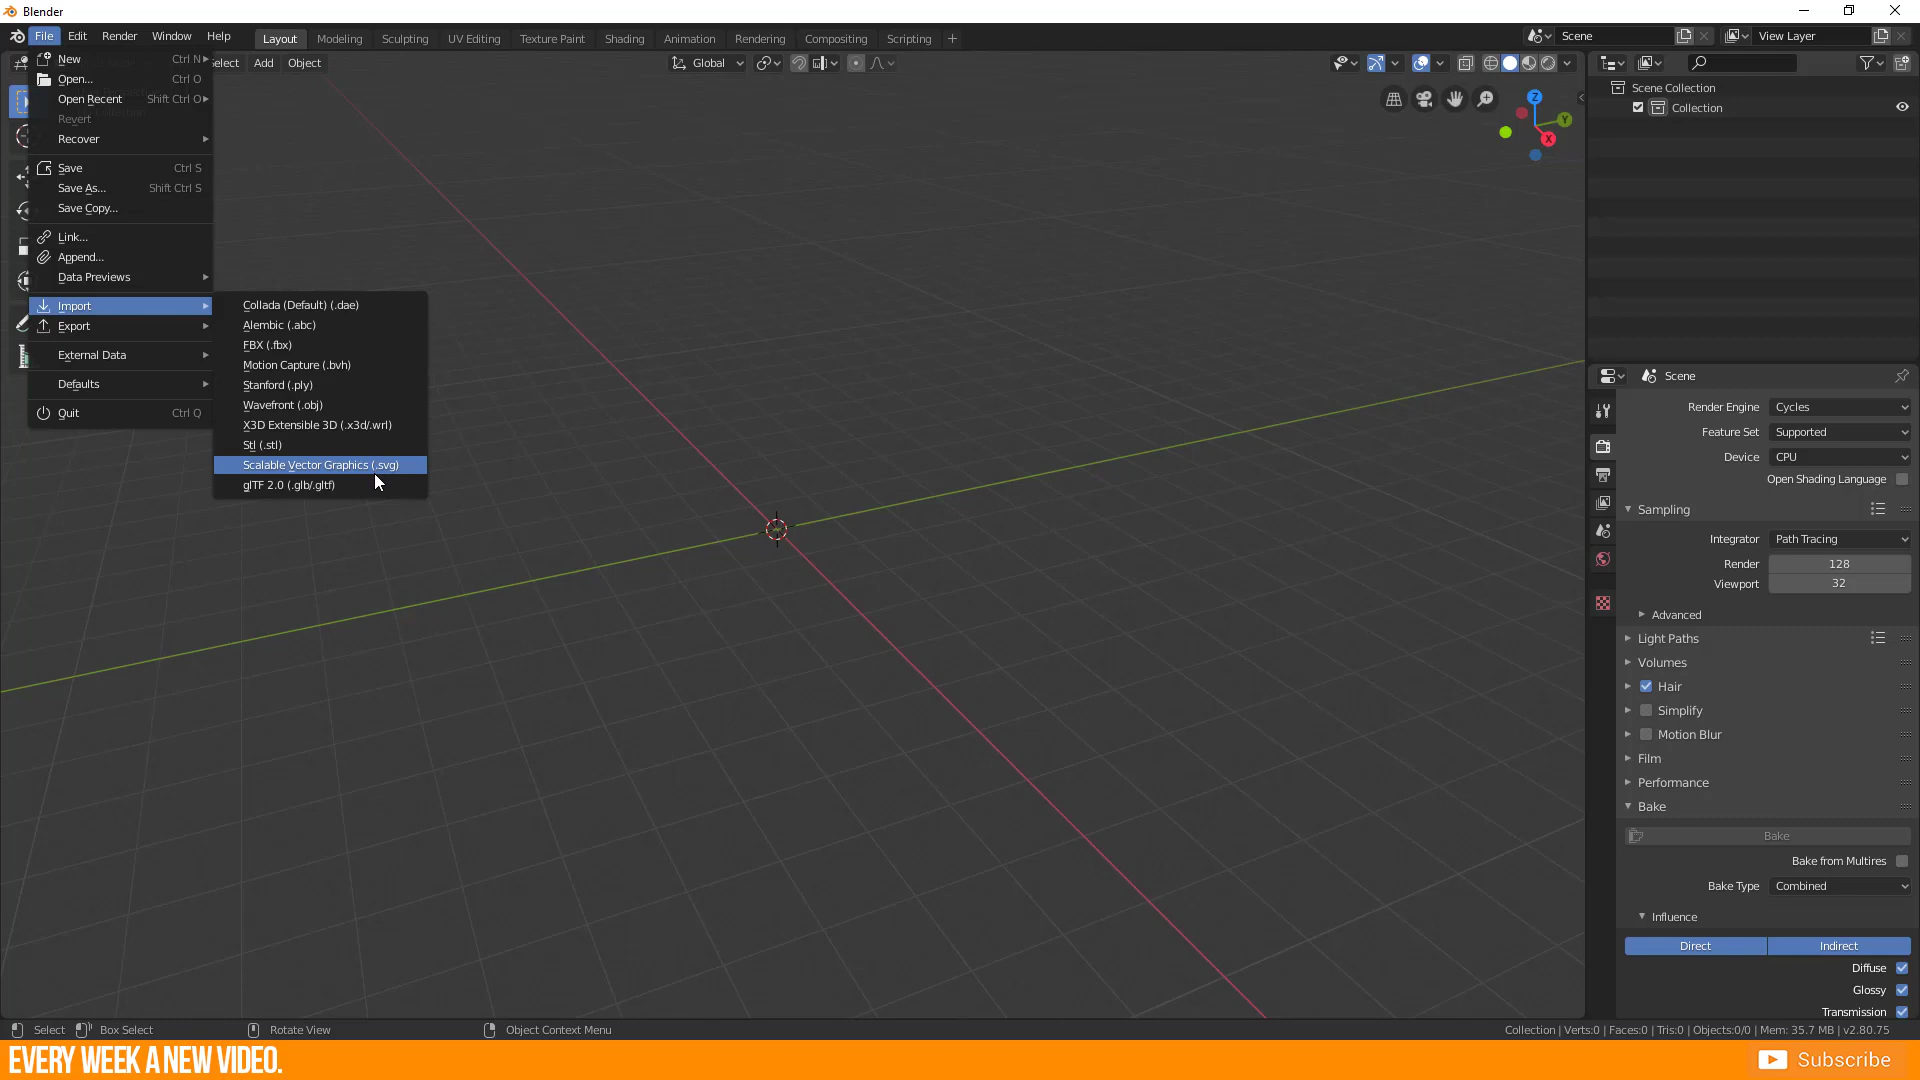 Blender
File Edit Render Window Help
Layout Modeling Sculpting UV Editing Texture Paint Shading Animation Rendering Compositing Scripting +
Scene
View Layer
New Ctrl N
Open... Ctrl O
Open Recent Shift Ctrl O
Revert
Recover
Save Ctrl S
Save As... Shift Ctrl S
Save Copy...
Link...
Append...
Data Previews
Import
Export
External Data
Defaults
Quit Ctrl Q
Collada (Default) (.dae)
Alembic (.abc)
FBX (.fbx)
Motion Capture (.bvh)
Stanford (.ply)
Wavefront (.obj)
X3D Extensible 3D (.x3d/.wrl)
Stl (.stl)
Scalable Vector Graphics (.svg)
glTF 2.0 (.glb/.gltf)
elect Add Object
Global
Z
Y
X
Scene Collection
Collection
Scene
Render Engine Cycles
Feature Set Supported
Device CPU
Open Shading Language
Sampling
Integrator Path Tracing
Render 128
Viewport 32
Advanced
Light Paths
Volumes
Hair
Simplify
Motion Blur
Film
Performance
Bake
Bake
Bake from Multires
Bake Type Combined
Influence
Direct Indirect
Diffuse
Glossy
Transmission
Select Box Select Rotate View Object Context Menu
Collection | Verts:0 | Faces:0 | Tris:0 | Objects:0/0 | Mem: 35.7 MB | v2.80.75
EVERY WEEK A NEW VIDEO.
Subscribe